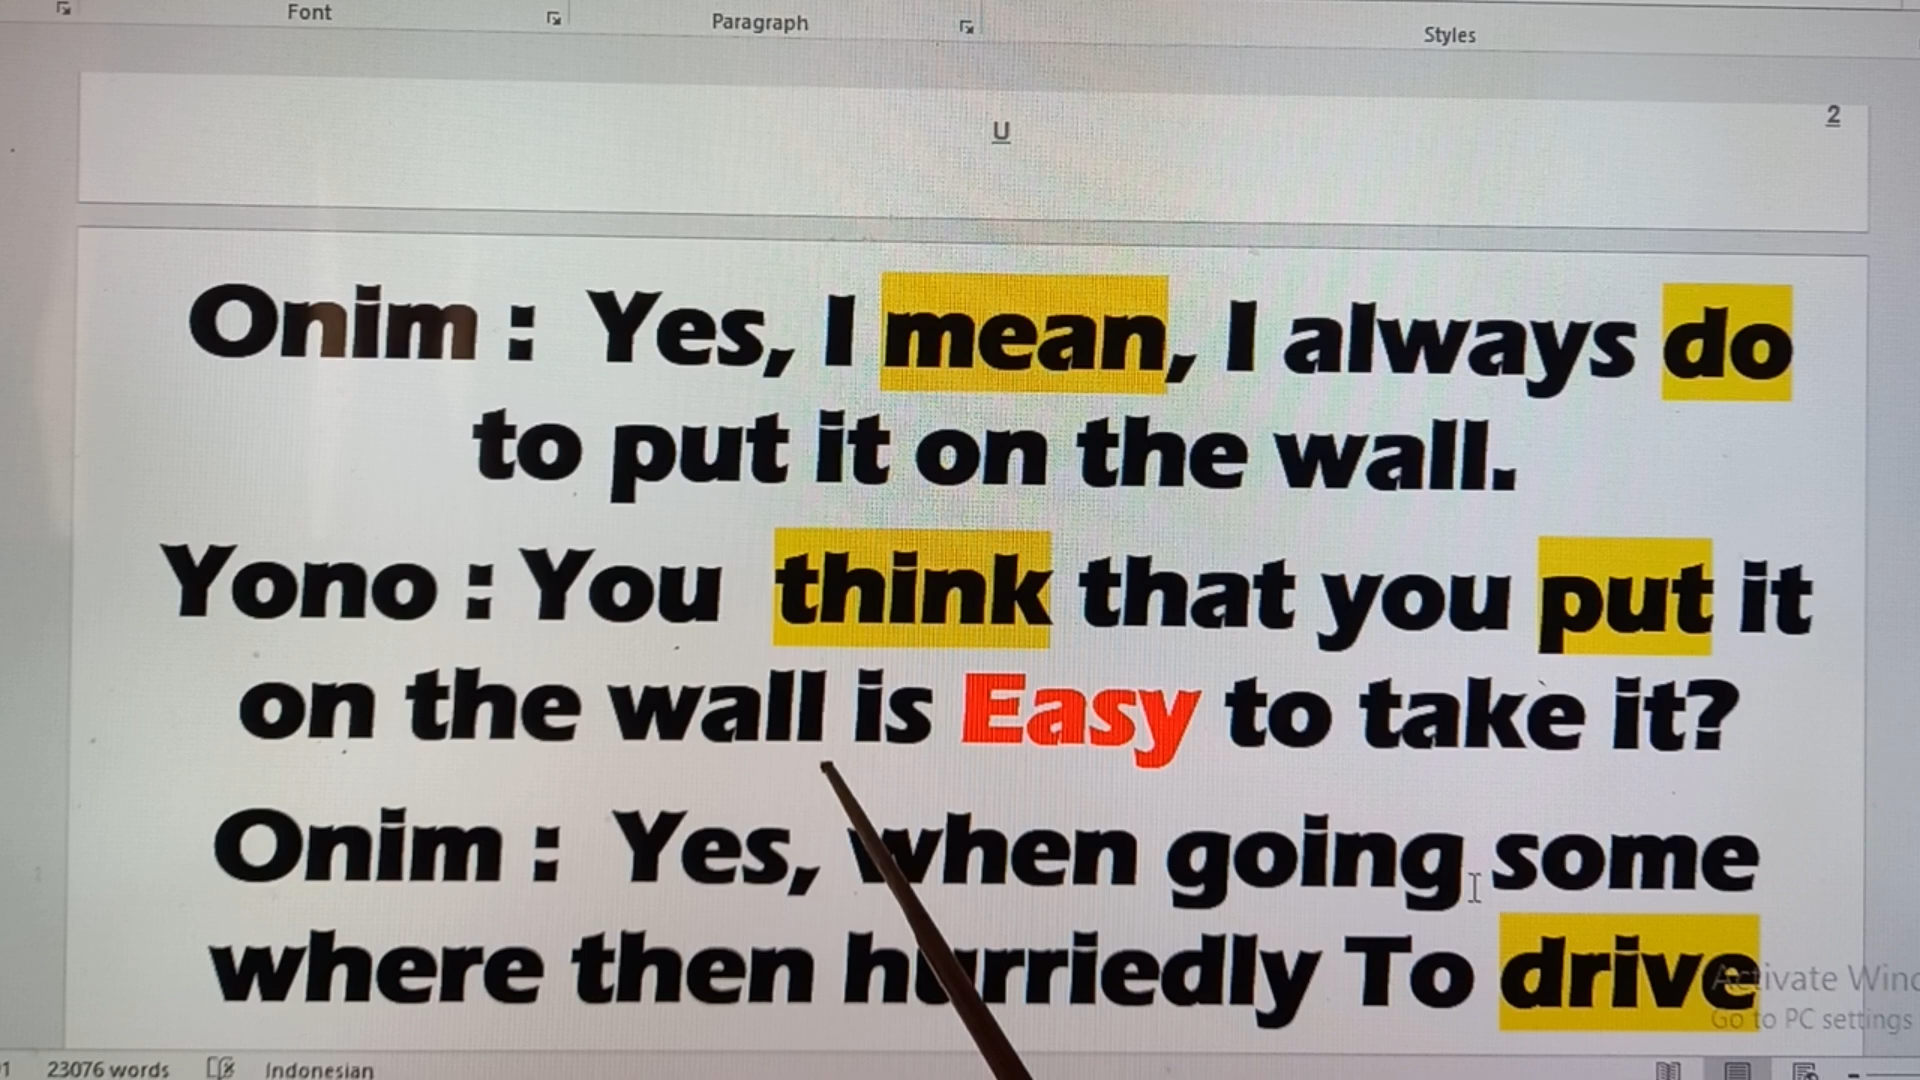 Font
Paragraph
Styles
U
2
Onim : Yes, I mean, I always do
to put it on the wall.
Yono : You think that you put it
on the wall is Easy to take it?
Onim : Yes, when going some
where then hurriedly To drive
Activate Wind
Go to PC settings
23076 words
Indonesian